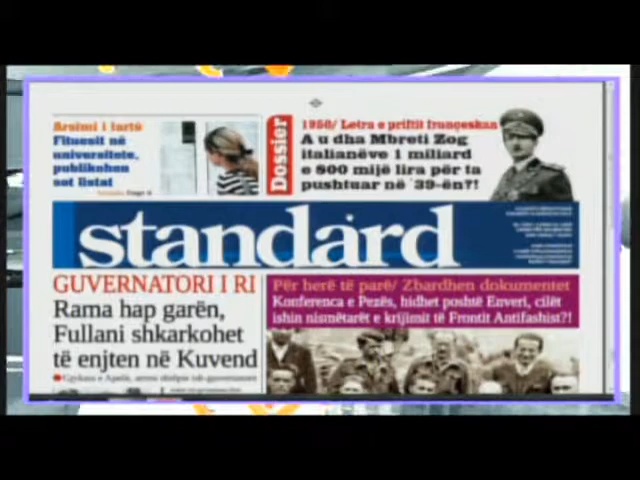 Arsimi i lartë
Fituesit në
universitete,
publikohen
sot listat
Dossier
1950/ Letra e priftit françeskan
A u dha Mbreti Zog
italianëve 1 miliard
e 800 mijë lira për ta
pushtuar në '39-ën?!
standard
GUVERNATORI I RI
Rama hap garën,
Fullani shkarkohet
të enjten në Kuvend
Për herë të parë/ Zbardhen dokumentet
Konferenca e Pezës, hidhet poshtë Enveri, cilët
ishin nismëtarët e krijimit të Frontit Antifashist?!